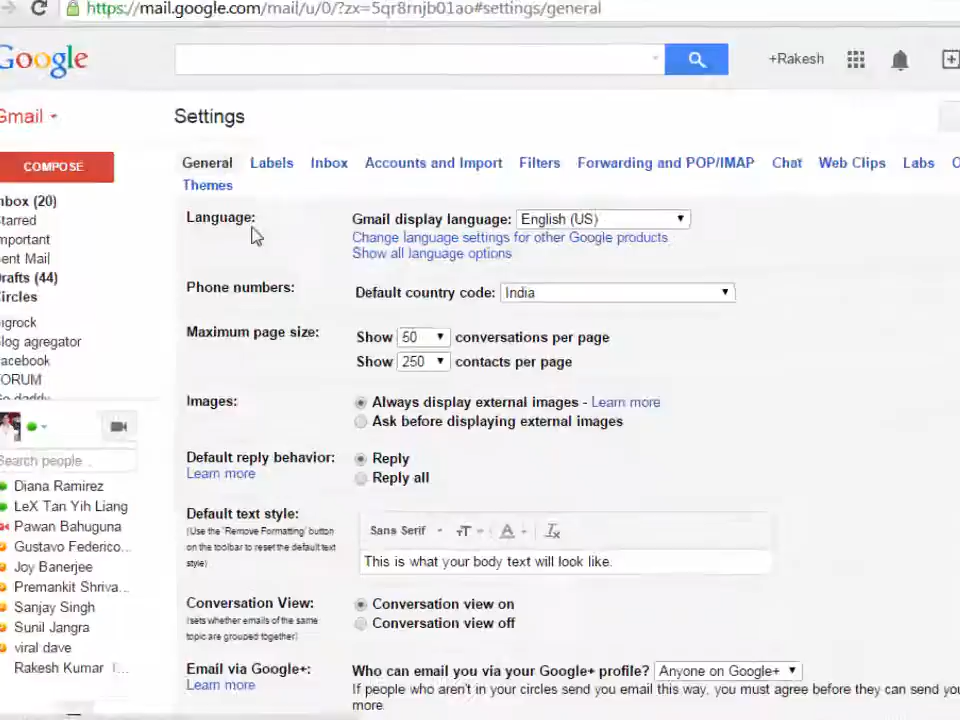 https://mail.google.com/mail/u/0/?zx=5qr8rnjb01ao#settings/general
Google
+Rakesh
Gmail
Settings
COMPOSE
General Labels Inbox Accounts and Import Filters Forwarding and POP/IMAP Chat Web Clips Labs O
Themes
nbox (20)
Starred
mportant
ent Mail
rafts (44)
Circles
igrock
log agregator
acebook
FORUM
Go daddy
Search people...
Diana Ramirez
LeX Tan Yih Liang
Pawan Bahuguna
Gustavo Federico...
Joy Banerjee
Premankit Shriva...
Sanjay Singh
Sunil Jangra
viral dave
Rakesh Kumar
Language:
Gmail display language: English (US)
Change language settings for other Google products
Show all language options
Phone numbers:
Default country code: India
Maximum page size:
Show 50 conversations per page
Show 250 contacts per page
Images:
Always display external images - Learn more
Ask before displaying external images
Default reply behavior:
Learn more
Reply
Reply all
Default text style:
(Use the 'Remove Formatting' button
on the toolbar to reset the default text
style)
Sans Serif
This is what your body text will look like.
Conversation View:
(sets whether emails of the same
topic are grouped together)
Conversation view on
Conversation view off
Email via Google+:
Learn more
Who can email you via your Google+ profile? Anyone on Google+
If people who aren't in your circles send you email this way, you must agree before they can send you
more.